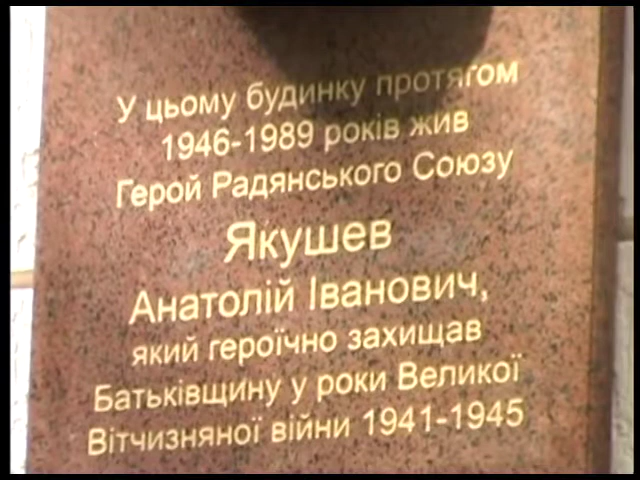 У цьому будинку протягом
1946-1989 років жив
Герой Радянського Союзу
Якушев
Анатолій Іванович,
який героїчно захищав
Батьківщину у роки Великої
Вітчизняної війни 1941-1945